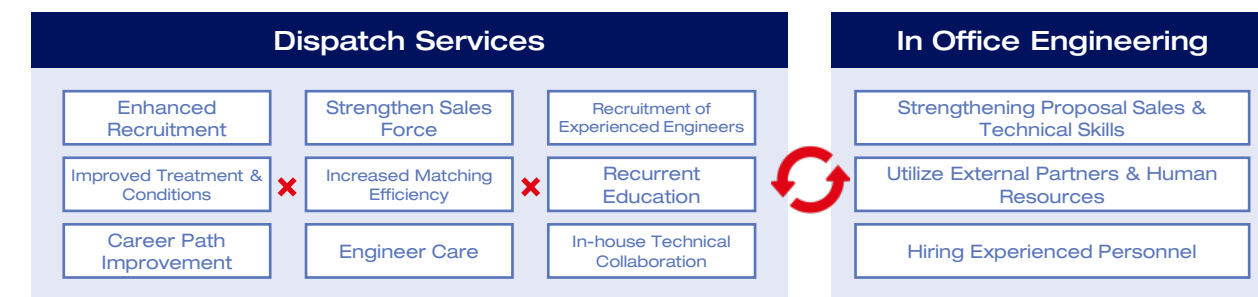 Dispatch Services
Enhanced
Recruitment
Strengthen Sales
Force
Recruitment of
Experienced Engineers
Improved Treatment &
Conditions
Increased Matching
Efficiency
Recurrent
Education
Career Path
Improvement
Engineer Care
In-house Technical
Collaboration
In Office Engineering
Strengthening Proposal Sales &
Technical Skills
Utilize External Partners & Human
Resources
Hiring Experienced Personnel